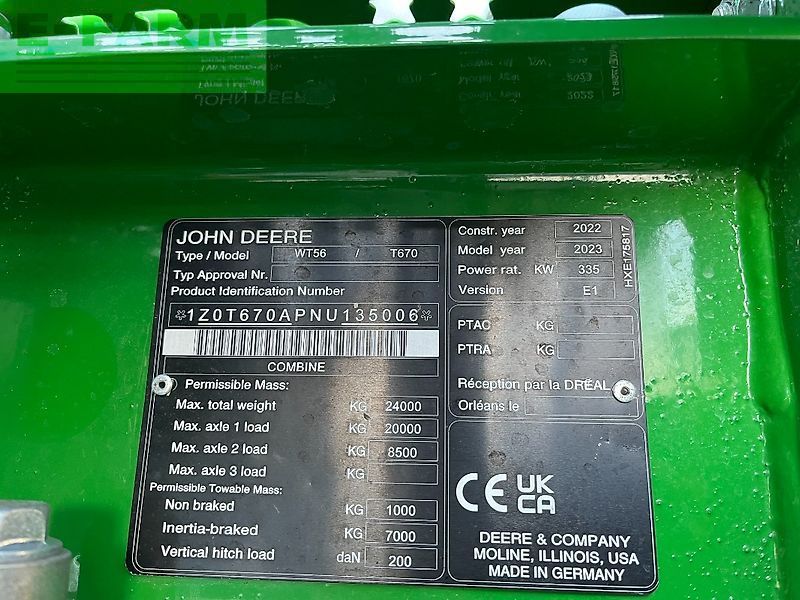 JOHN DEERE
Type / Model WT56 / T670
Typ Approval Nr.
Product Identification Number
*1Z0T670APNU135006*
COMBINE
Permissible Mass:
Max. total weight KG 24000
Max. axle 1 load KG 20000
Max. axle 2 load KG 8500
Max. axle 3 load KG
Permissible Towable Mass:
Non braked KG 1000
Inertia-braked KG 7000
Vertical hitch load daN 200
Constr. year 2022
Model year 2023
Power rat. KW 335
Version E1
HXE175817
PTAC KG
PTRA KG
Réception par la DREAL
Orléans le
CE UK
CA
DEERE & COMPANY
MOLINE, ILLINOIS, USA
MADE IN GERMANY